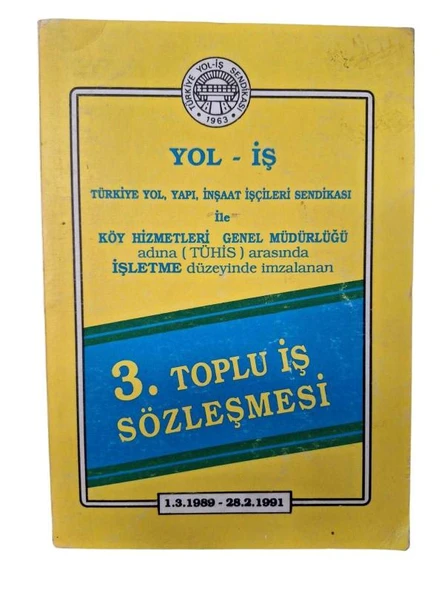 TÜRKİYE YOL-İŞ SENDİKASI
1963
YOL - İŞ
TÜRKİYE YOL, YAPI, İNŞAAT İŞÇİLERİ SENDİKASI
ile
KÖY HİZMETLERİ GENEL MÜDÜRLÜĞÜ
adına ( TÜHİS ) arasında
İŞLETME düzeyinde imzalanan
3. TOPLU İŞ
SÖZLEŞMESİ
1.3.1989 - 28.2.1991